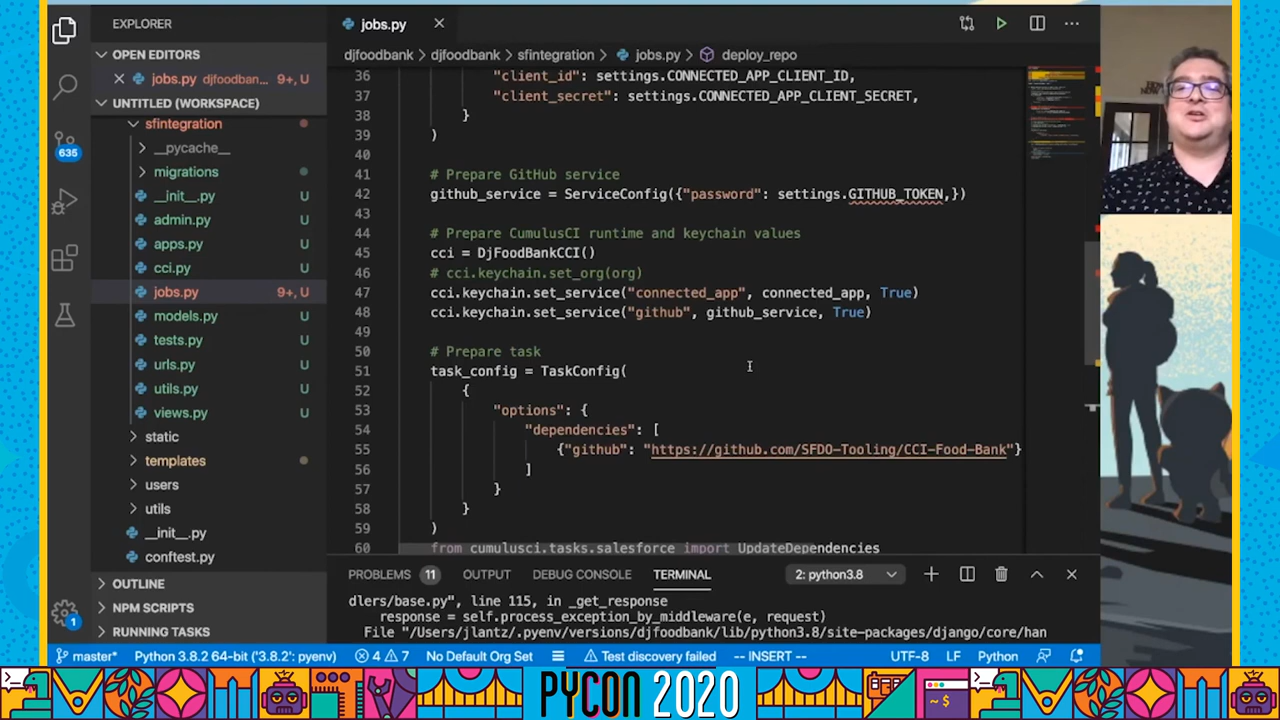 EXPLORER
OPEN EDITORS
jobs.py djfoodban... 9+, U
UNTITLED (WORKSPACE)
sfintegration
__pycache__
migrations
__init__.py U
admin.py U
apps.py U
cci.py U
jobs.py 9+, U
models.py U
tests.py U
urls.py U
utils.py U
views.py U
static
templates
users
utils
__init__.py
conftest.py
OUTLINE
NPM SCRIPTS
RUNNING TASKS
635
1
jobs.py
djfoodbank > djfoodbank > sfintegration > jobs.py > deploy_repo
36 "client_id": settings.CONNECTED_APP_CLIENT_ID,
37 "client_secret": settings.CONNECTED_APP_CLIENT_SECRET,
38 }
39 )
40
41 # Prepare GitHub service
42 github_service = ServiceConfig({"password": settings.GITHUB_TOKEN,})
43
44 # Prepare CumulusCI runtime and keychain values
45 cci = DjFoodBankCCI()
46 # cci.keychain.set_org(org)
47 cci.keychain.set_service("connected_app", connected_app, True)
48 cci.keychain.set_service("github", github_service, True)
49
50 # Prepare task
51 task_config = TaskConfig(
52 {
53 "options": {
54 "dependencies": [
55 {"github": "https://github.com/SFDO-Tooling/CCI-Food-Bank"}
56 ]
57 }
58 }
59 )
60 from cumulusci.tasks.salesforce import UpdateDependencies
PROBLEMS 11 OUTPUT DEBUG CONSOLE TERMINAL 2: python3.8
dlers/base.py", line 115, in _get_response
response = self.process_exception_by_middleware(e, request)
File "/Users/jlantz/.pyenv/versions/djfoodbank/lib/python3.8/site-packages/django/core/han
master* Python 3.8.2 64-bit ('3.8.2': pyenv) 4 7 No Default Org Set Test discovery failed -- INSERT -- UTF-8 LF Python
PYCON 2020
~$